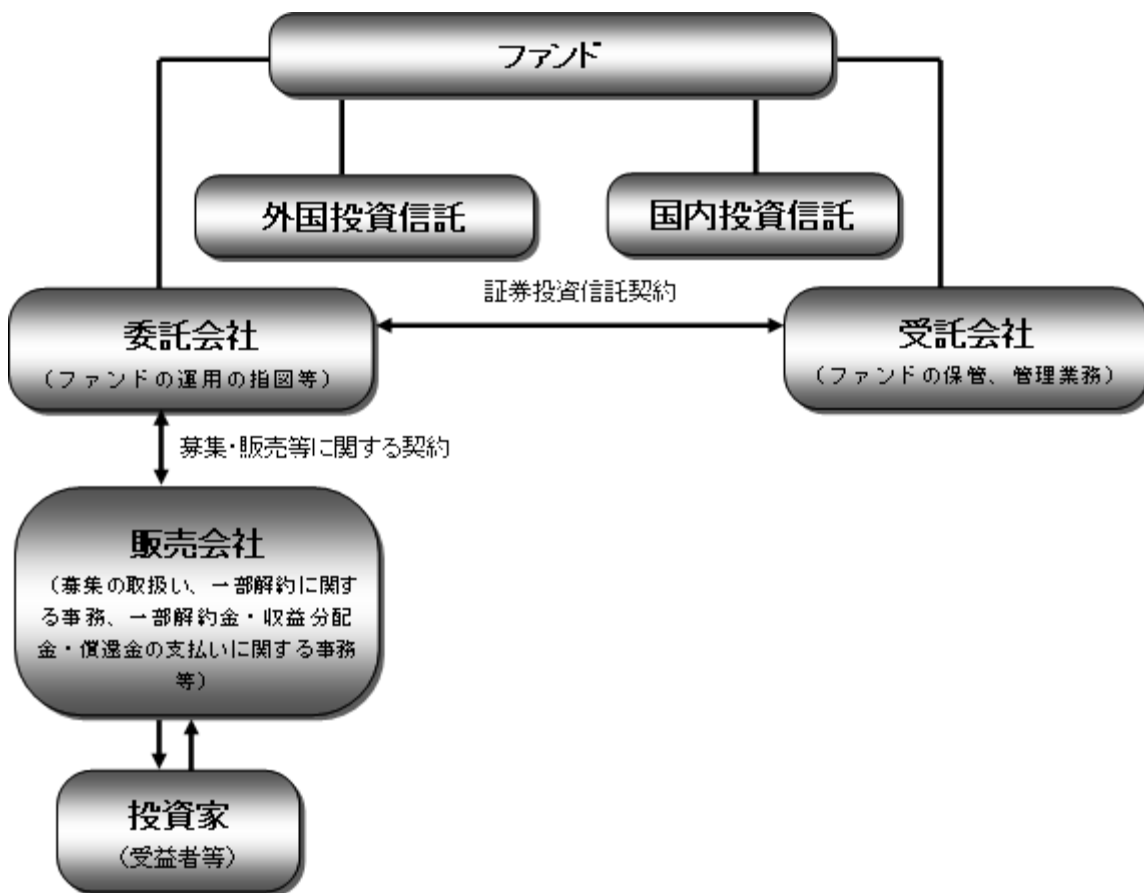 ファンド
外国投資信託
国内投資信託
証券投資信託契約
委託会社
（ファンドの運用の指図等）
受託会社
（ファンドの保管、管理業務）
募集・販売等に関する契約
販売会社
（募集の取扱い、一部解約に関す
る事務、一部解約金・収益分配
金・償還金の支払いに関する事務
等）
投資家
（受益者等）